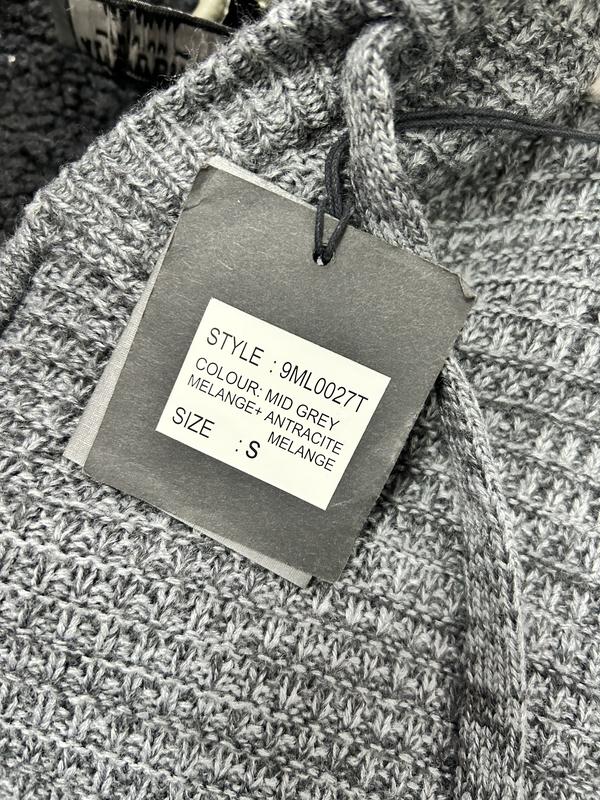 STYLE : 9ML0027T
COLOUR: MID GREY
MELANGE+ ANTRACITE
MELANGE
SIZE : S